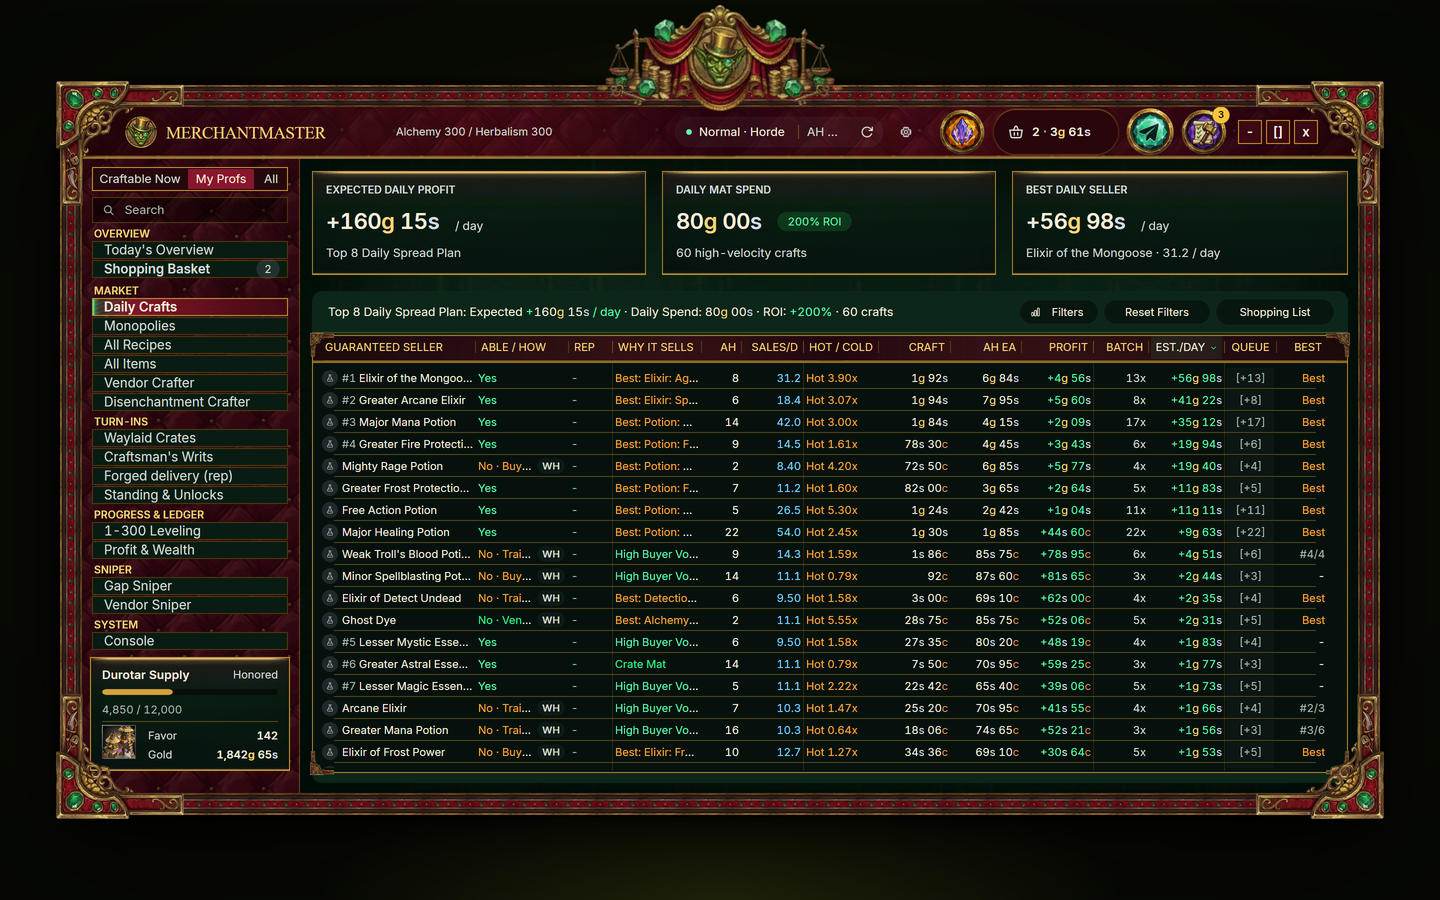 MERCHANTMASTER
Alchemy 300 / Herbalism 300
Normal · Horde
AH ...
2 · 3g 61s
3
-
[]
x
Craftable Now
My Profs
All
Search
OVERVIEW
Today's Overview
Shopping Basket 2
MARKET
Daily Crafts
Monopolies
All Recipes
All Items
Vendor Crafter
Disenchantment Crafter
TURN-INS
Waylaid Crates
Craftsman's Writs
Forged delivery (rep)
Standing & Unlocks
PROGRESS & LEDGER
1-300 Leveling
Profit & Wealth
SNIPER
Gap Sniper
Vendor Sniper
SYSTEM
Console
Durotar Supply Honored
4,850 / 12,000
Favor 142
Gold 1,842g 65s
EXPECTED DAILY PROFIT
+160g 15s / day
Top 8 Daily Spread Plan
DAILY MAT SPEND
80g 00s 200% ROI
60 high-velocity crafts
BEST DAILY SELLER
+56g 98s / day
Elixir of the Mongoose · 31.2 / day
Top 8 Daily Spread Plan: Expected +160g 15s / day · Daily Spend: 80g 00s · ROI: +200% · 60 crafts
Filters
Reset Filters
Shopping List
GUARANTEED SELLER ABLE / HOW REP WHY IT SELLS AH SALES/D HOT / COLD CRAFT AH EA PROFIT BATCH EST./DAY QUEUE BEST
#1 Elixir of the Mongoo... Yes - Best: Elixir: Ag... 8 31.2 Hot 3.90x 1g 92s 6g 84s +4g 56s 13x +56g 98s [+13] Best
#2 Greater Arcane Elixir Yes - Best: Elixir: Sp... 6 18.4 Hot 3.07x 1g 94s 7g 95s +5g 60s 8x +41g 22s [+8] Best
#3 Major Mana Potion Yes - Best: Potion: ... 14 42.0 Hot 3.00x 1g 84s 4g 15s +2g 09s 17x +35g 12s [+17] Best
#4 Greater Fire Protecti... Yes - Best: Potion: F... 9 14.5 Hot 1.61x 78s 30c 4g 45s +3g 43s 6x +19g 94s [+6] Best
Mighty Rage Potion No · Buy... WH - Best: Potion: ... 2 8.40 Hot 4.20x 72s 50c 6g 85s +5g 77s 4x +19g 40s [+4] Best
Greater Frost Protectio... Yes - Best: Potion: F... 7 11.2 Hot 1.60x 82s 00c 3g 65s +2g 64s 5x +11g 83s [+5] Best
Free Action Potion Yes - Best: Potion: ... 5 26.5 Hot 5.30x 1g 24s 2g 42s +1g 04s 11x +11g 11s [+11] Best
Major Healing Potion Yes - Best: Potion: ... 22 54.0 Hot 2.45x 1g 30s 1g 85s +44s 60c 22x +9g 63s [+22] Best
Weak Troll's Blood Poti... No · Trai... WH - High Buyer Vo... 9 14.3 Hot 1.59x 1s 86c 85s 75c +78s 95c 6x +4g 51s [+6] #4/4
Minor Spellblasting Pot... No · Buy... WH - High Buyer Vo... 14 11.1 Hot 0.79x 92c 87s 60c +81s 65c 3x +2g 44s [+3] -
Elixir of Detect Undead No · Trai... WH - Best: Detectio... 6 9.50 Hot 1.58x 3s 00c 69s 10c +62s 00c 4x +2g 35s [+4] Best
Ghost Dye No · Ven... WH - Best: Alchemy... 2 11.1 Hot 5.55x 28s 75c 85s 75c +52s 06c 5x +2g 31s [+5] Best
#5 Lesser Mystic Esse... Yes - High Buyer Vo... 6 9.50 Hot 1.58x 27s 35c 80s 20c +48s 19c 4x +1g 83s [+4] -
#6 Greater Astral Esse... Yes - Crate Mat 14 11.1 Hot 0.79x 7s 50c 70s 95c +59s 25c 3x +1g 77s [+3] -
#7 Lesser Magic Essen... Yes - High Buyer Vo... 5 11.1 Hot 2.22x 22s 42c 65s 40c +39s 06c 5x +1g 73s [+5] -
Arcane Elixir No · Trai... WH - High Buyer Vo... 7 10.3 Hot 1.47x 25s 20c 70s 95c +41s 55c 4x +1g 66s [+4] #2/3
Greater Mana Potion No · Trai... WH - High Buyer Vo... 16 10.3 Hot 0.64x 18s 06c 74s 65c +52s 21c 3x +1g 56s [+3] #3/6
Elixir of Frost Power No · Buy... WH - Best: Elixir: Fr... 10 12.7 Hot 1.27x 34s 36c 69s 10c +30s 64c 5x +1g 53s [+5] Best